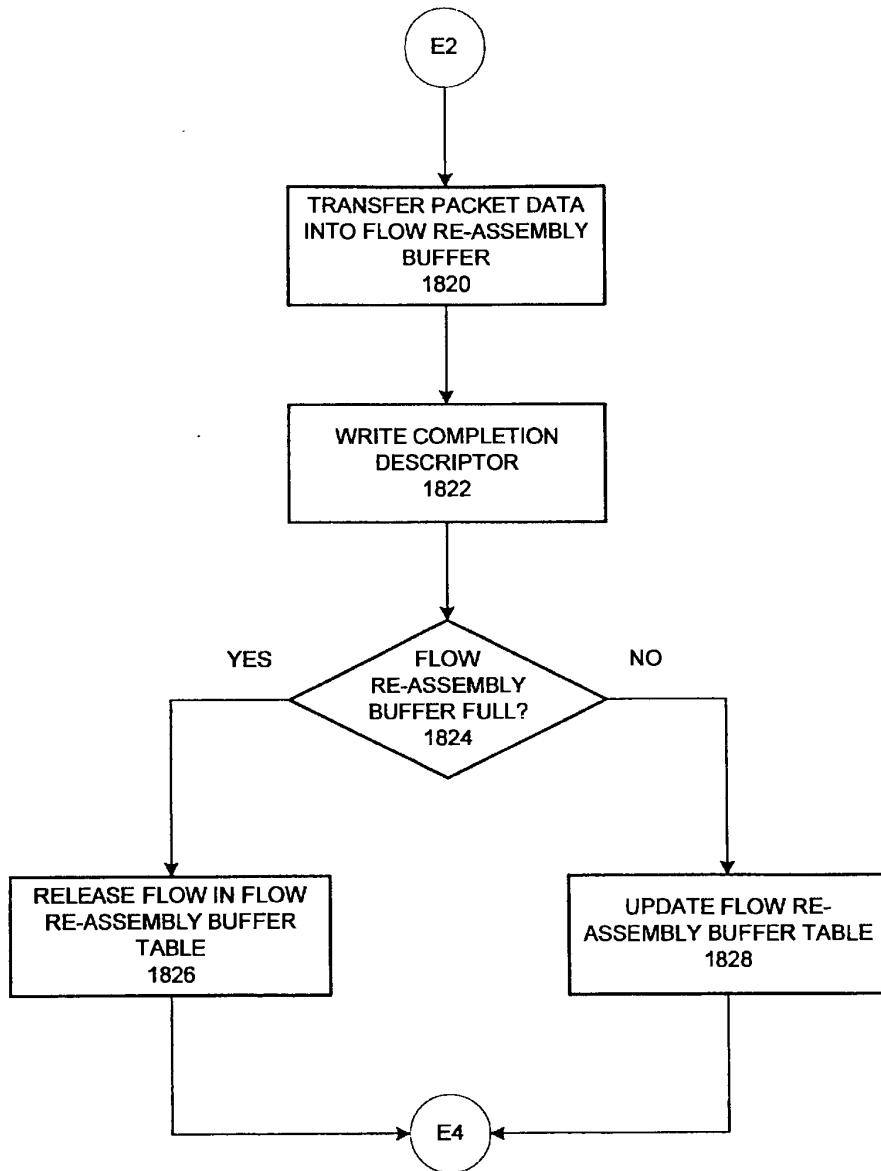 E2
TRANSFER PACKET DATA
INTO FLOW RE-ASSEMBLY
BUFFER
1820
WRITE COMPLETION
DESCRIPTOR
1822
YES
NO
FLOW
RE-ASSEMBLY
BUFFER FULL?
1824
RELEASE FLOW IN FLOW
RE-ASSEMBLY BUFFER
TABLE
1826
UPDATE FLOW RE-
ASSEMBLY BUFFER TABLE
1828
E4